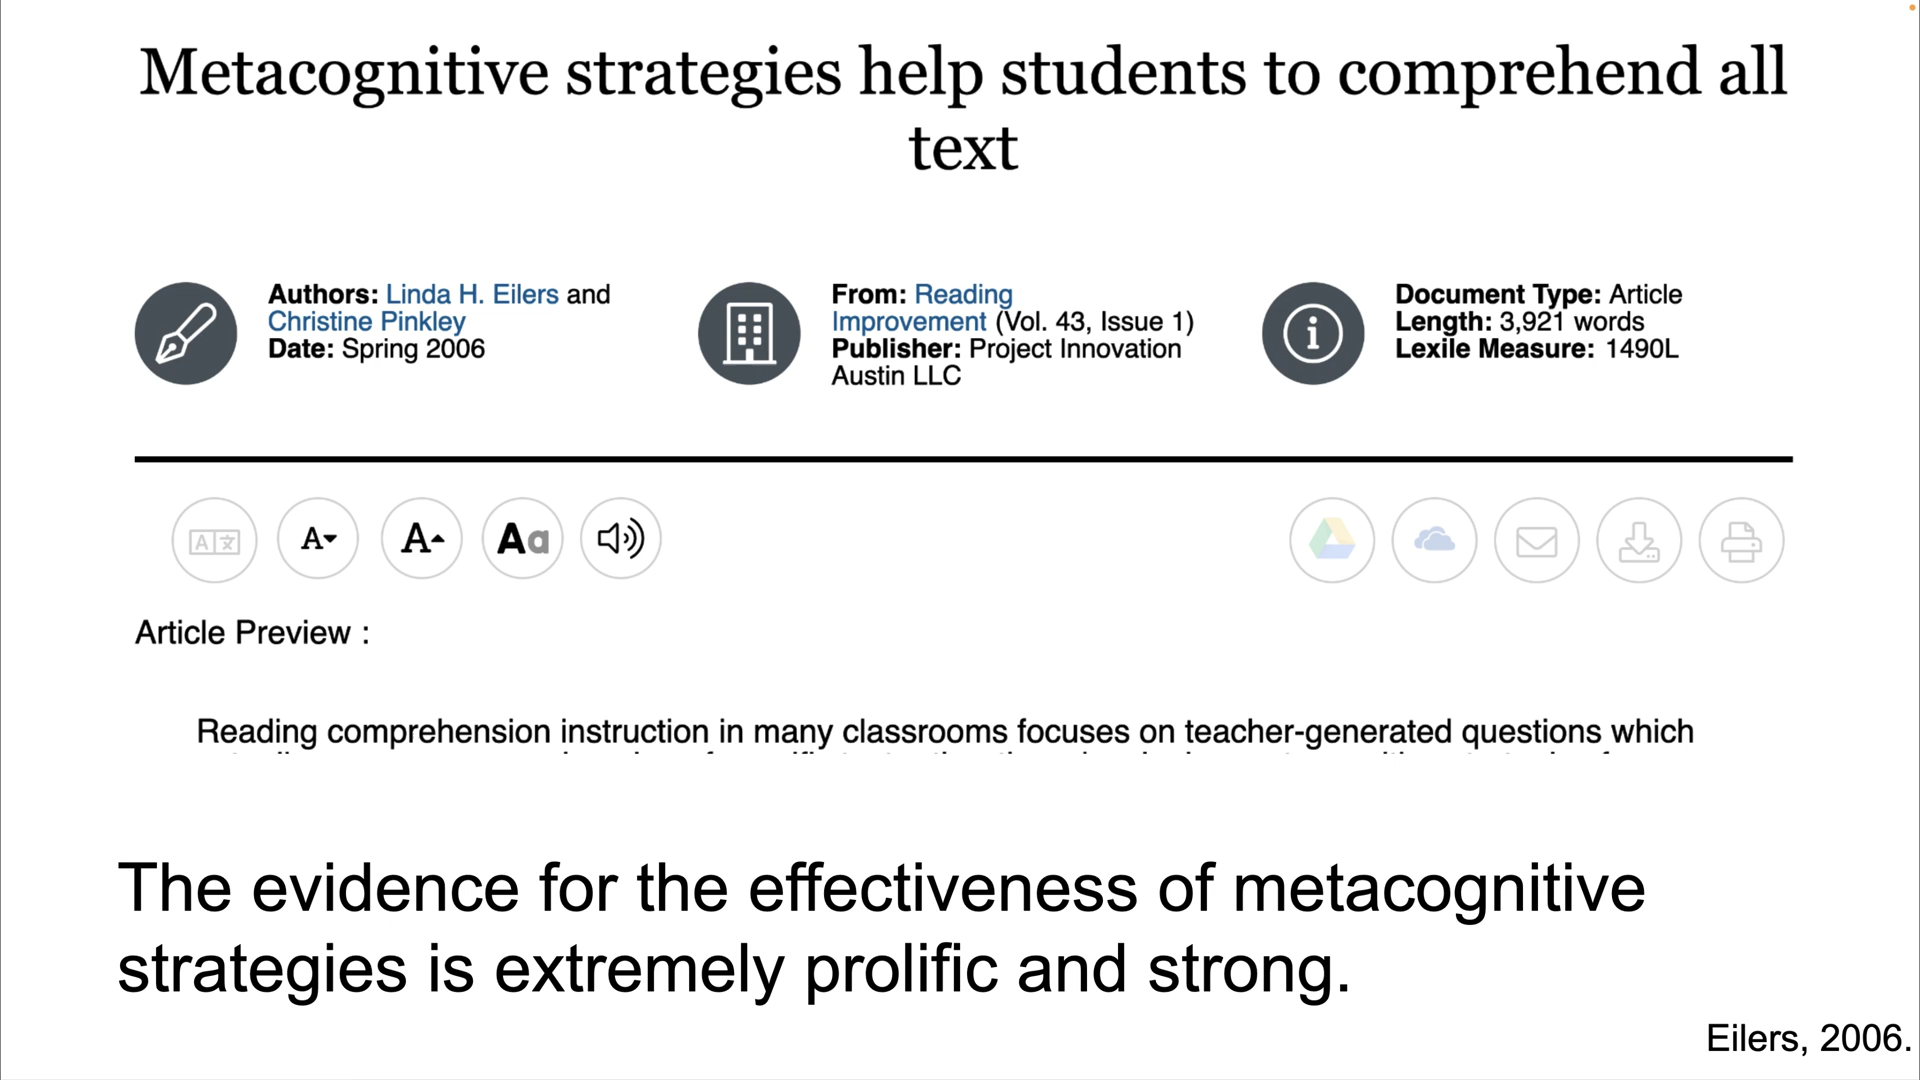 Metacognitive strategies help students to comprehend all
text
Authors: Linda H. Eilers and
Christine Pinkley
Date: Spring 2006
From: Reading
Improvement (Vol. 43, Issue 1)
Publisher: Project Innovation
Austin LLC
Document Type: Article
Length: 3,921 words
Lexile Measure: 1490L
A 文
A
A
Aa
Article Preview :
Reading comprehension instruction in many classrooms focuses on teacher-generated questions which
The evidence for the effectiveness of metacognitive
strategies is extremely prolific and strong.
Eilers, 2006.